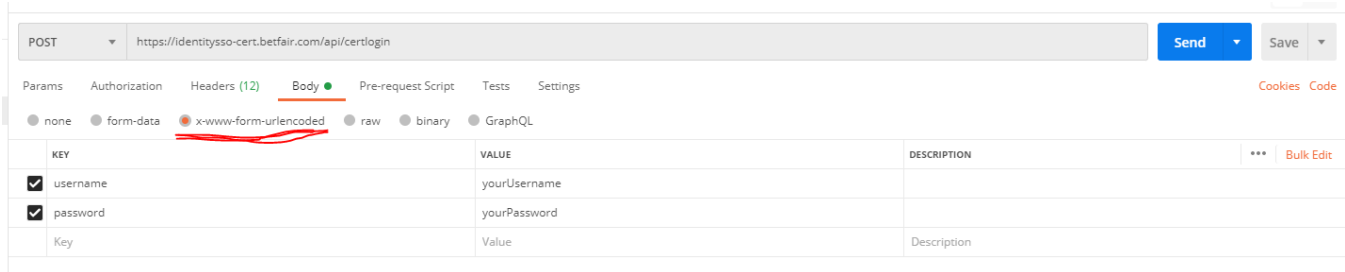 POST https://identitysso-cert.betfair.com/api/certlogin Send Save
Params Authorization Headers (12) Body Pre-request Script Tests Settings Cookies Code
none form-data x-www-form-urlencoded raw binary GraphQL
KEY VALUE DESCRIPTION ••• Bulk Edit
username yourUsername
password yourPassword
Key Value Description